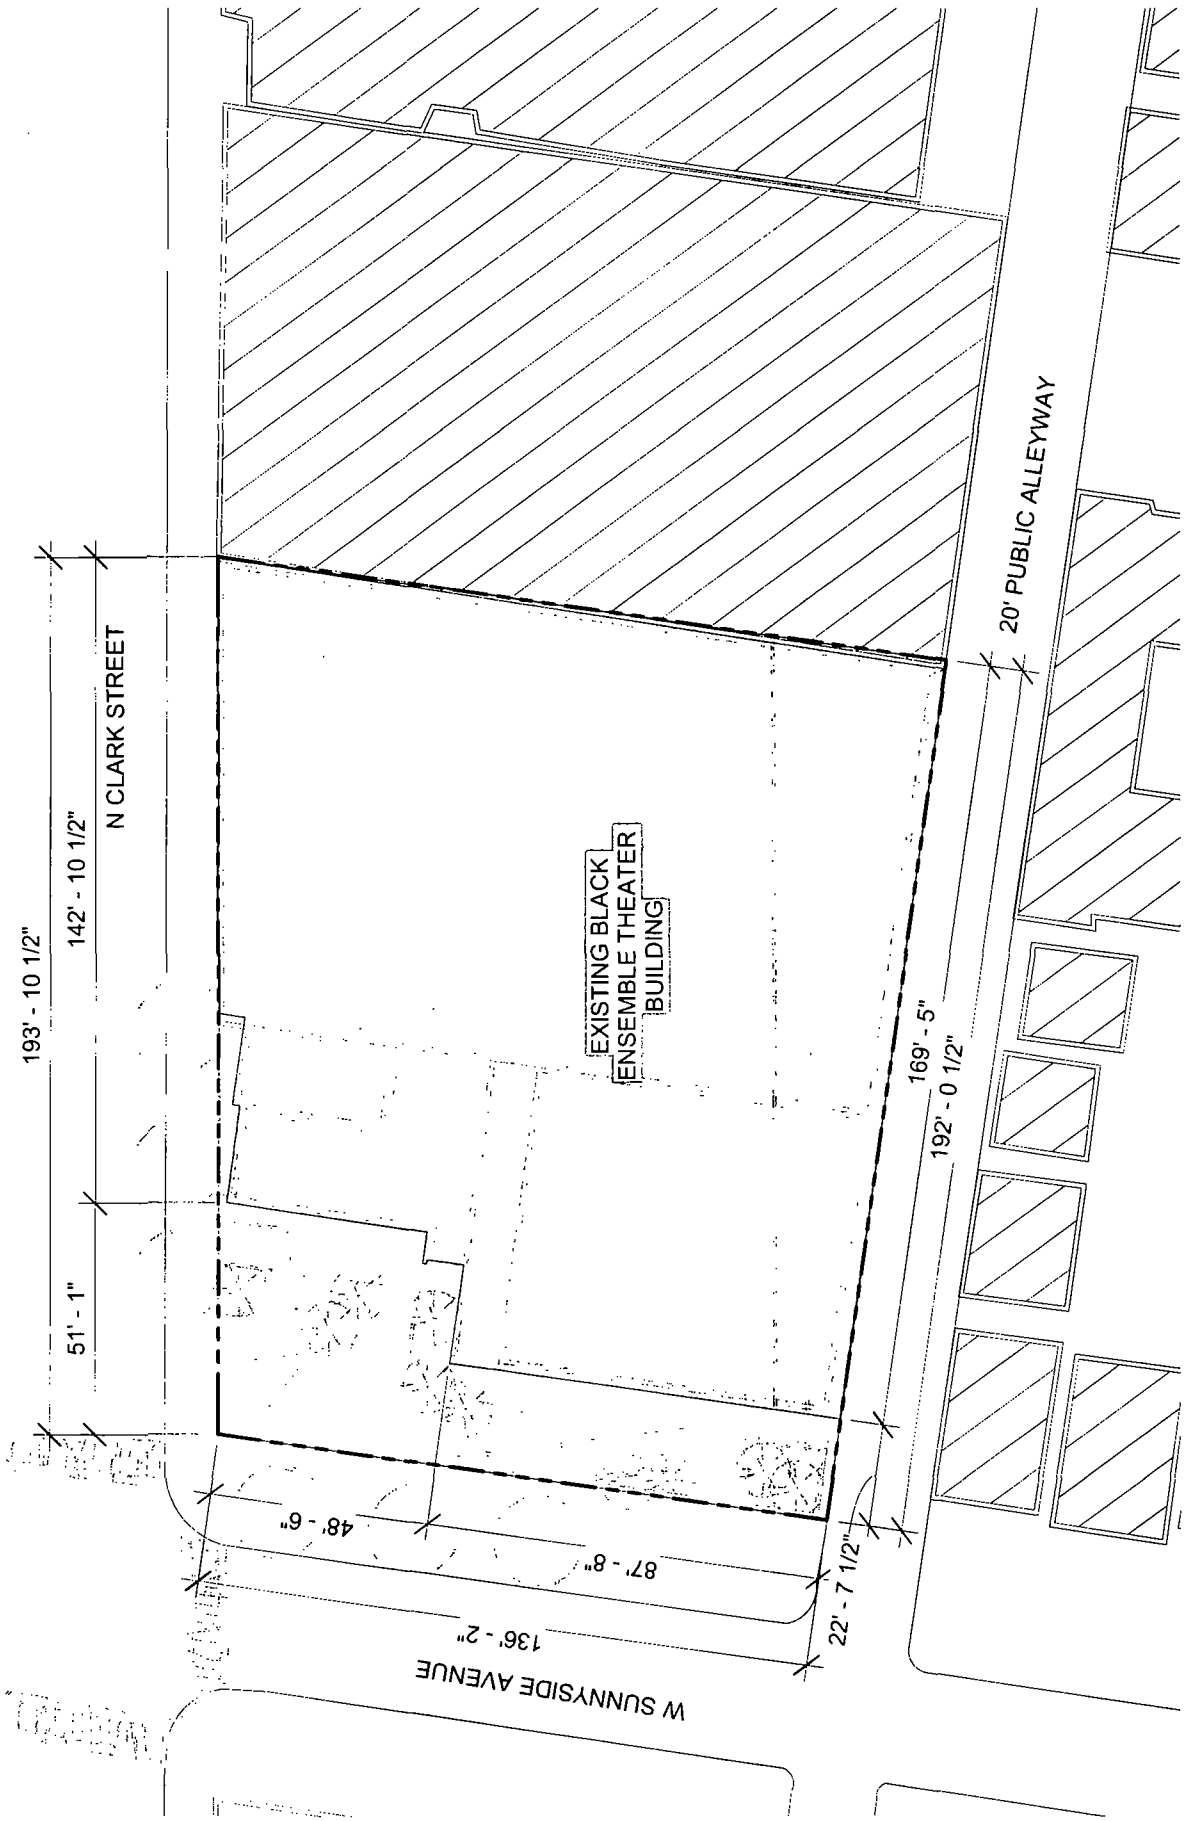 193' - 10 1/2"
142' - 10 1/2"
51' - 1"
N CLARK STREET
EXISTING BLACK
ENSEMBLE THEATER
BUILDING
20' PUBLIC ALLEYWAY
169' - 5"
192' - 0 1/2"
22' - 7 1/2"
48' - 6"
87' - 8"
136' - 2"
W SUNNYSIDE AVENUE